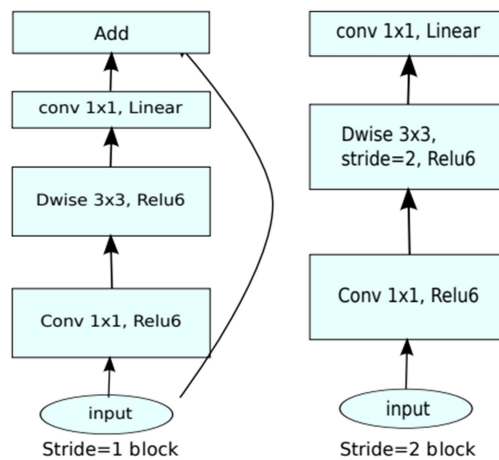 Add
conv 1x1, Linear
Dwise 3x3, Relu6
Conv 1x1, Relu6
input
Stride=1 block
conv 1x1, Linear
Dwise 3x3,
stride=2, Relu6
Conv 1x1, Relu6
input
Stride=2 block